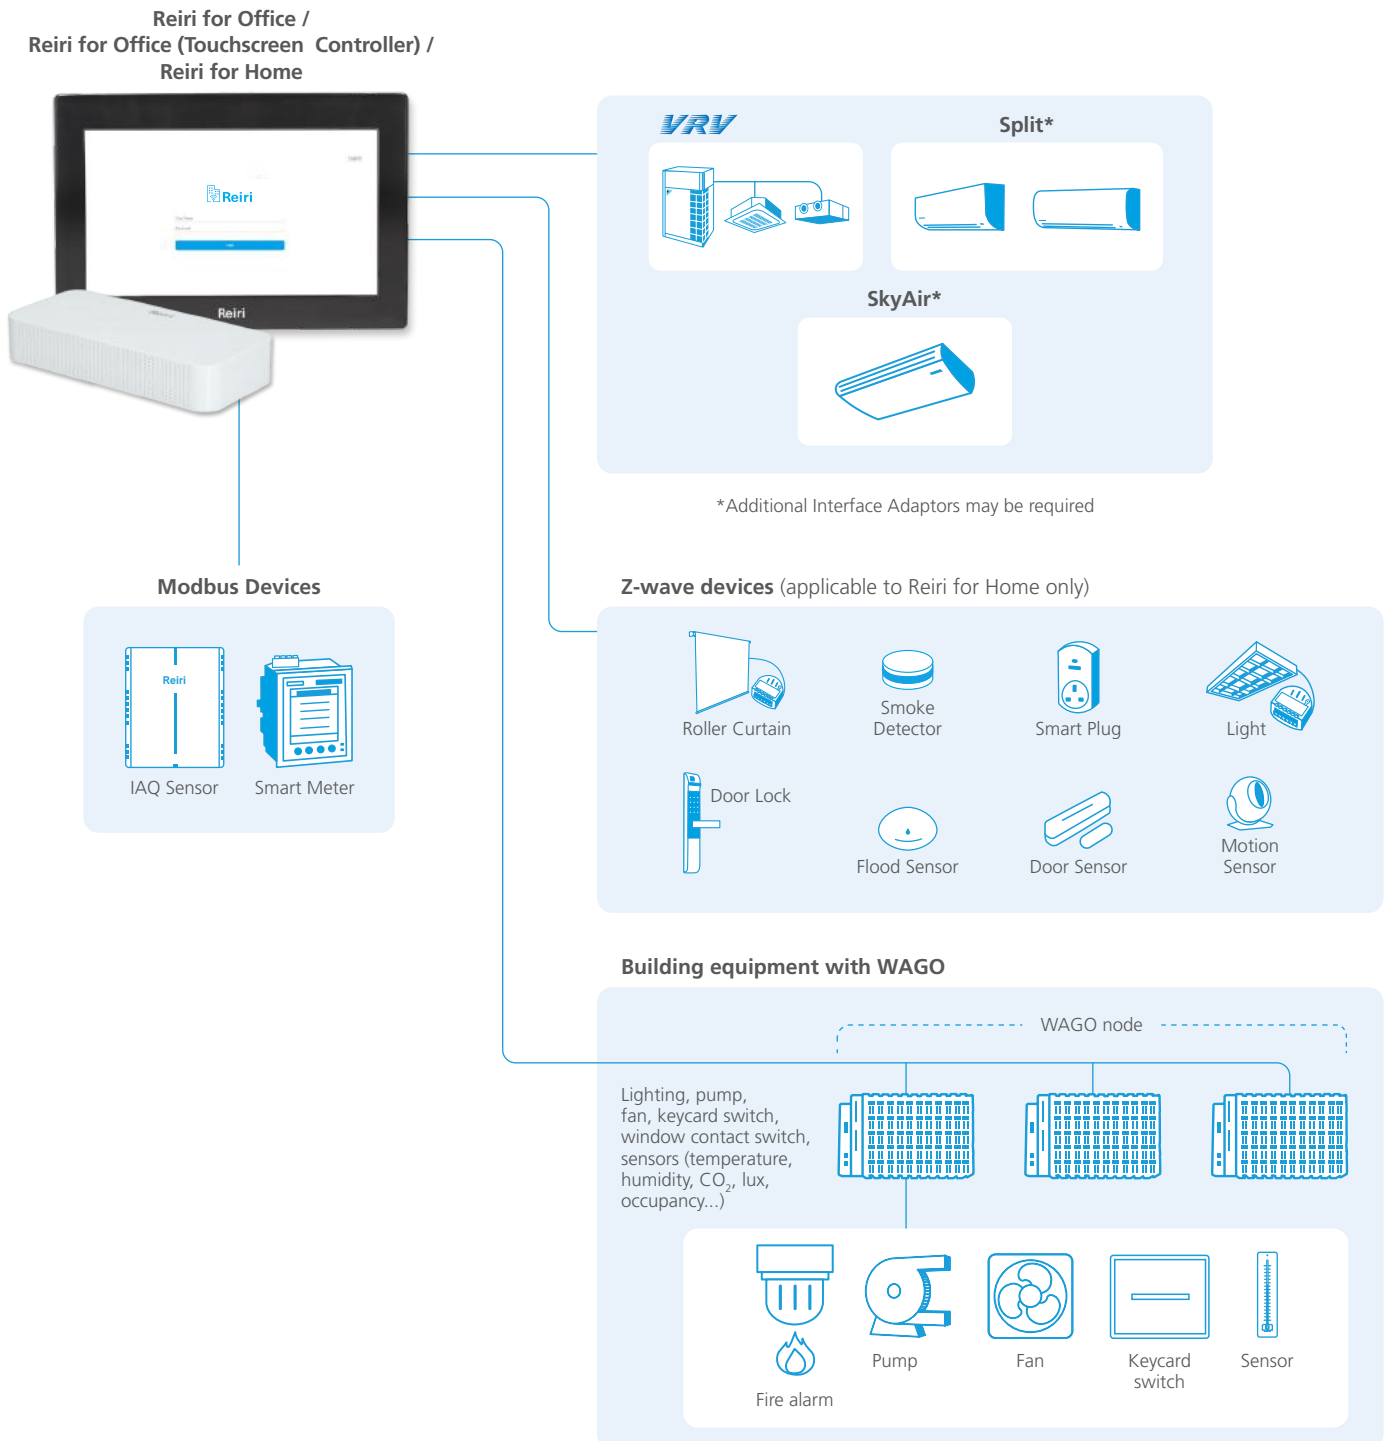 Reiri for Office /
Reiri for Office (Touchscreen Controller) /
Reiri for Home
Reiri
Reiri
Reiri
VRV
Split*
SkyAir*
*Additional Interface Adaptors may be required
Modbus Devices
Reiri
IAQ Sensor
Smart Meter
Z-wave devices (applicable to Reiri for Home only)
Roller Curtain
Smoke
Detector
Smart Plug
Light
Door Lock
Flood Sensor
Door Sensor
Motion
Sensor
Building equipment with WAGO
WAGO node
Lighting, pump,
fan, keycard switch,
window contact switch,
sensors (temperature,
humidity, CO₂, lux,
occupancy...)
Fire alarm
Pump
Fan
Keycard
switch
Sensor